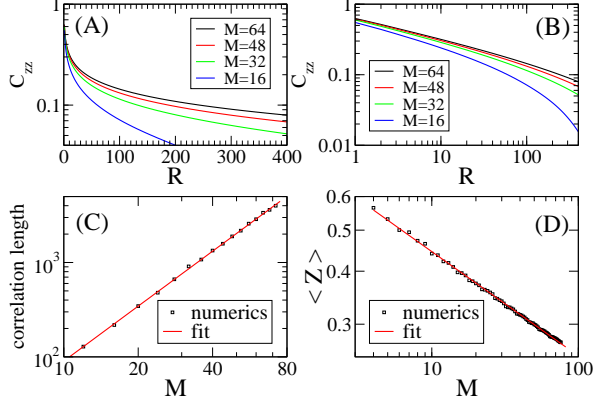 (A)
M=64
M=48
M=32
M=16
C_zz
0.1
0 100 200 300 400
R
(B)
M=64
M=48
M=32
M=16
C_zz
1
0.1
0.01
1 10 100
R
(C)
correlation length
10^3
10^2
numerics
fit
10 20 40 80
M
(D)
< Z >
0.6
0.5
0.4
0.3
numerics
fit
10 100
M